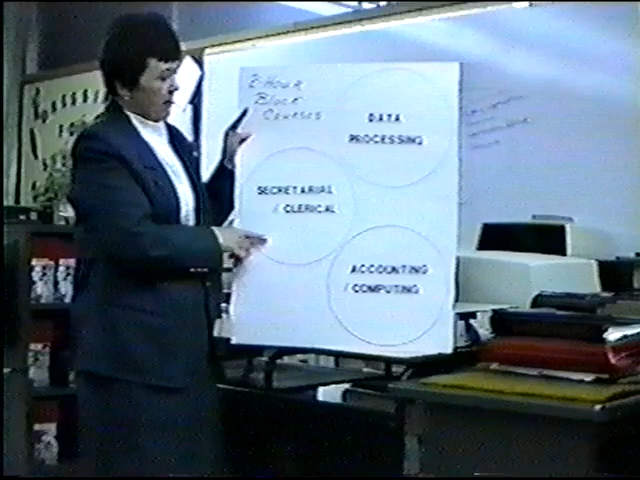 2-Hour
Block
Courses
DATA
PROCESSING
SECRETARIAL
/ CLERICAL
ACCOUNTING
/ COMPUTING